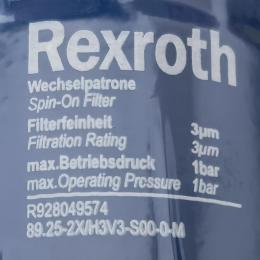 Rexroth
Wechselpatrone
Spin-On Filter
Filterfeinheit 3µm
Filtration Rating 3µm
max.Betriebsdruck 1bar
max.Operating Prcssure 1bar
R928049574
89.25-2X/H3V3-S00-0-M